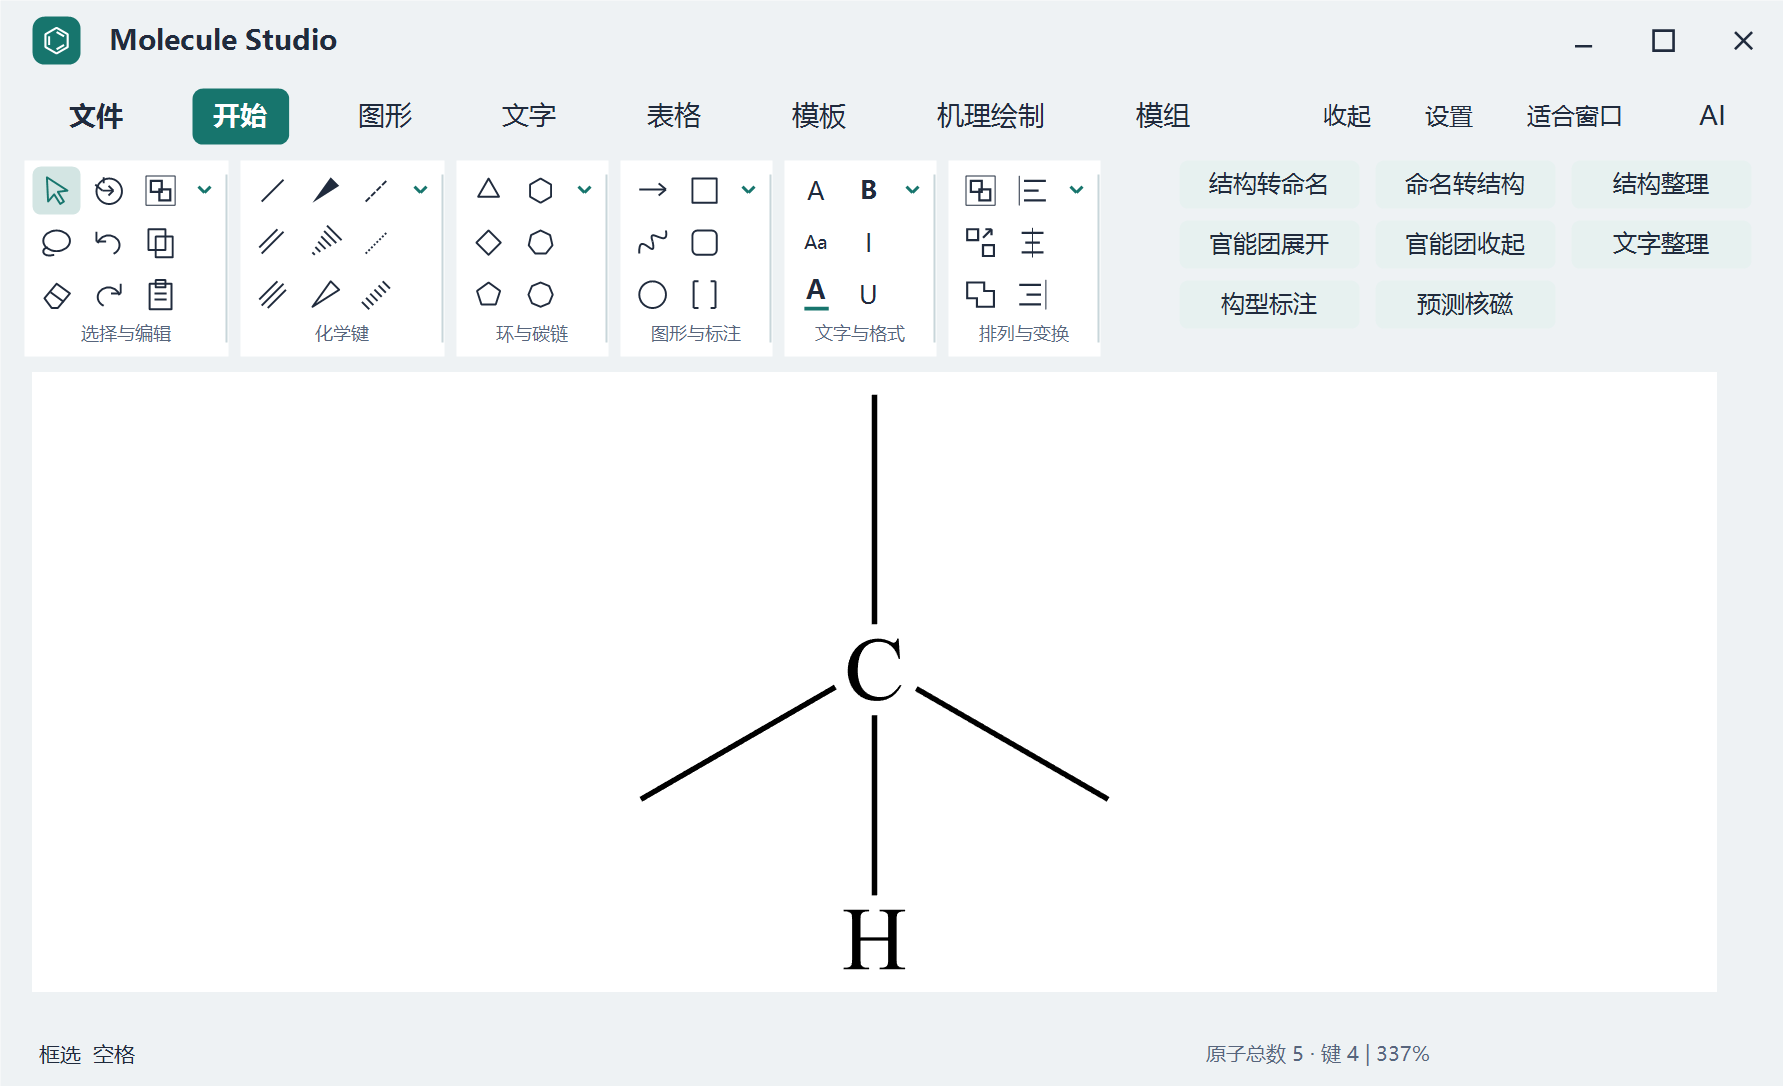 Molecule Studio
文件 开始 图形 文字 表格 模板 机理绘制 模组 收起 设置 适合窗口 AI
A B
Aa I
A U
选择与编辑 化学键 环与碳链 图形与标注 文字与格式 排列与变换
结构转命名 命名转结构 结构整理
官能团展开 官能团收起 文字整理
构型标注 预测核磁
C
H
框选 空格 原子总数 5 · 键 4 | 337%